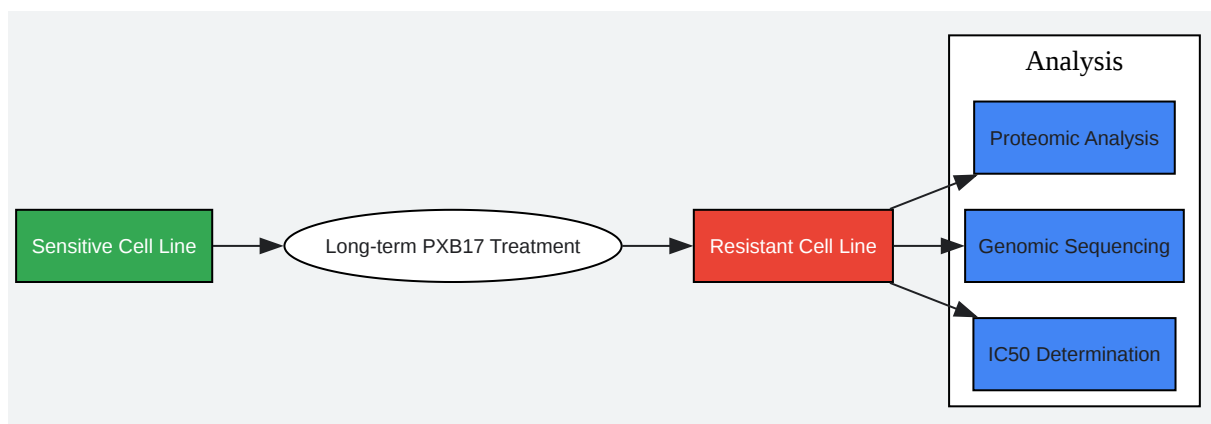 Sensitive Cell Line
Long-term PXB17 Treatment
Resistant Cell Line
Analysis
Proteomic Analysis
Genomic Sequencing
IC50 Determination